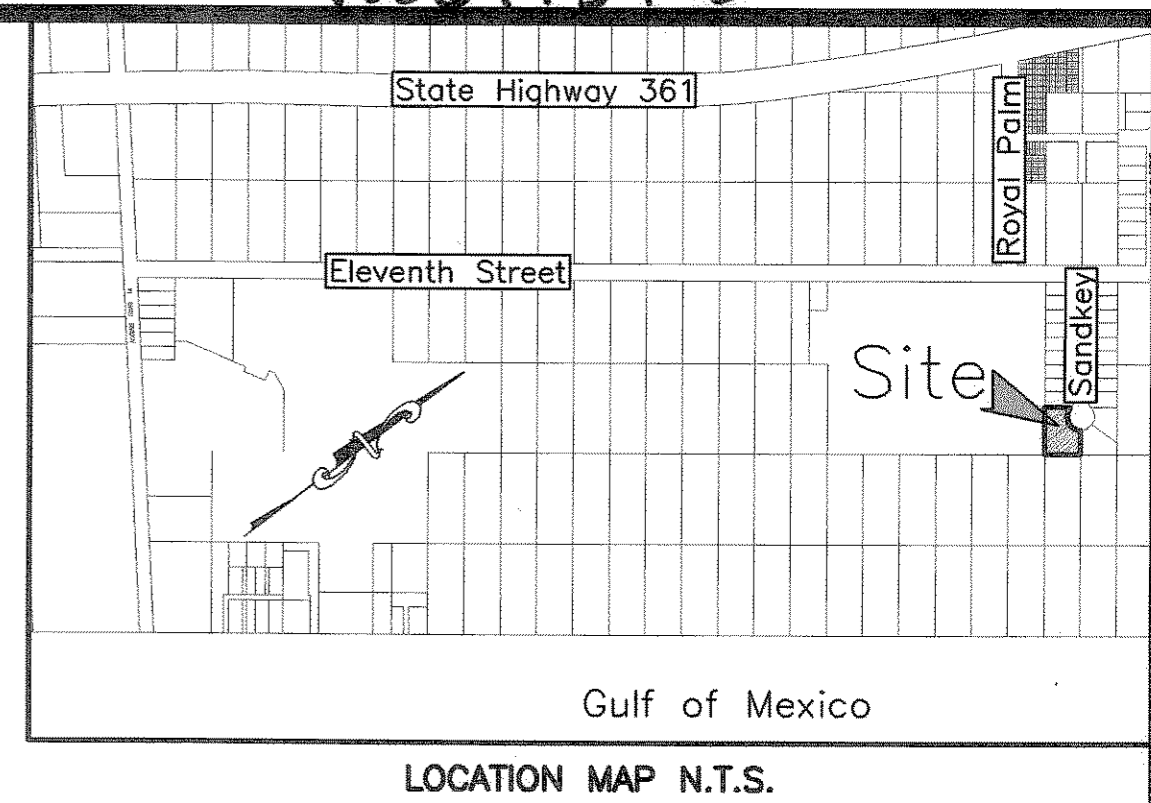 State Highway 361
Royal Palm
Eleventh Street
Sandkey
Site
Gulf of Mexico
LOCATION MAP N.T.S.